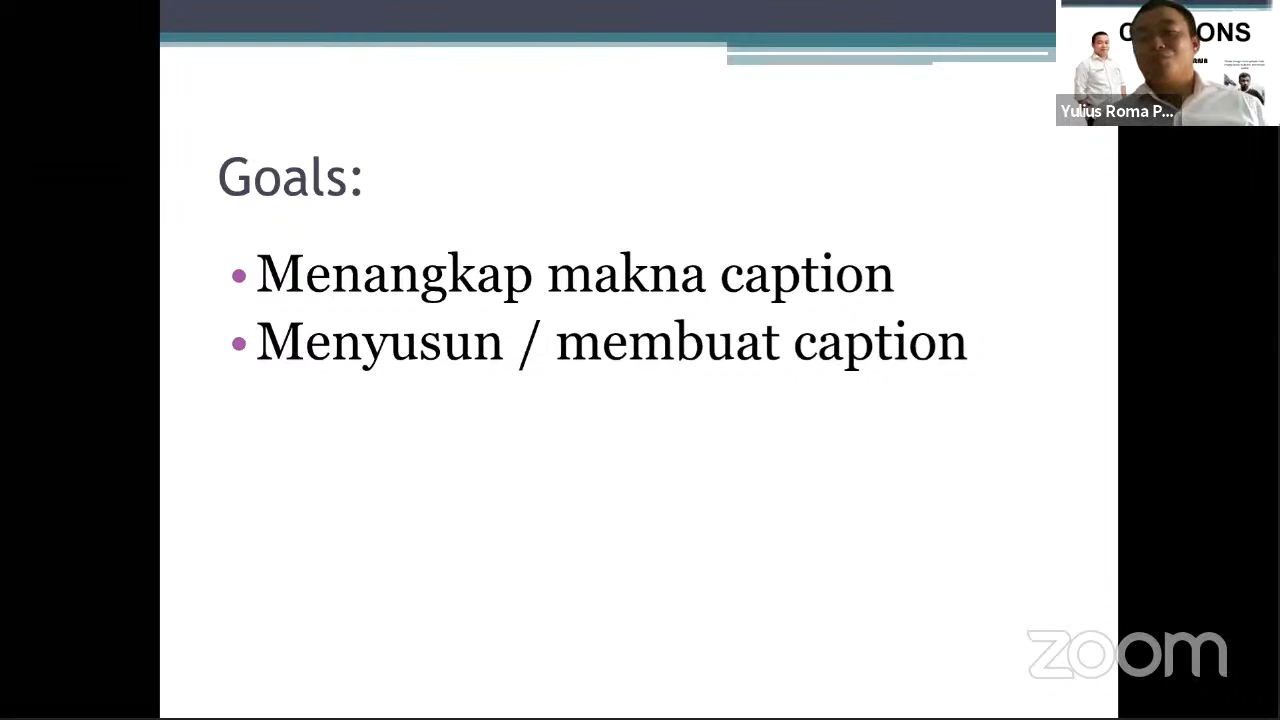 Goals:
• Menangkap makna caption
• Menyusun / membuat caption
Yulius Roma P...
zoom